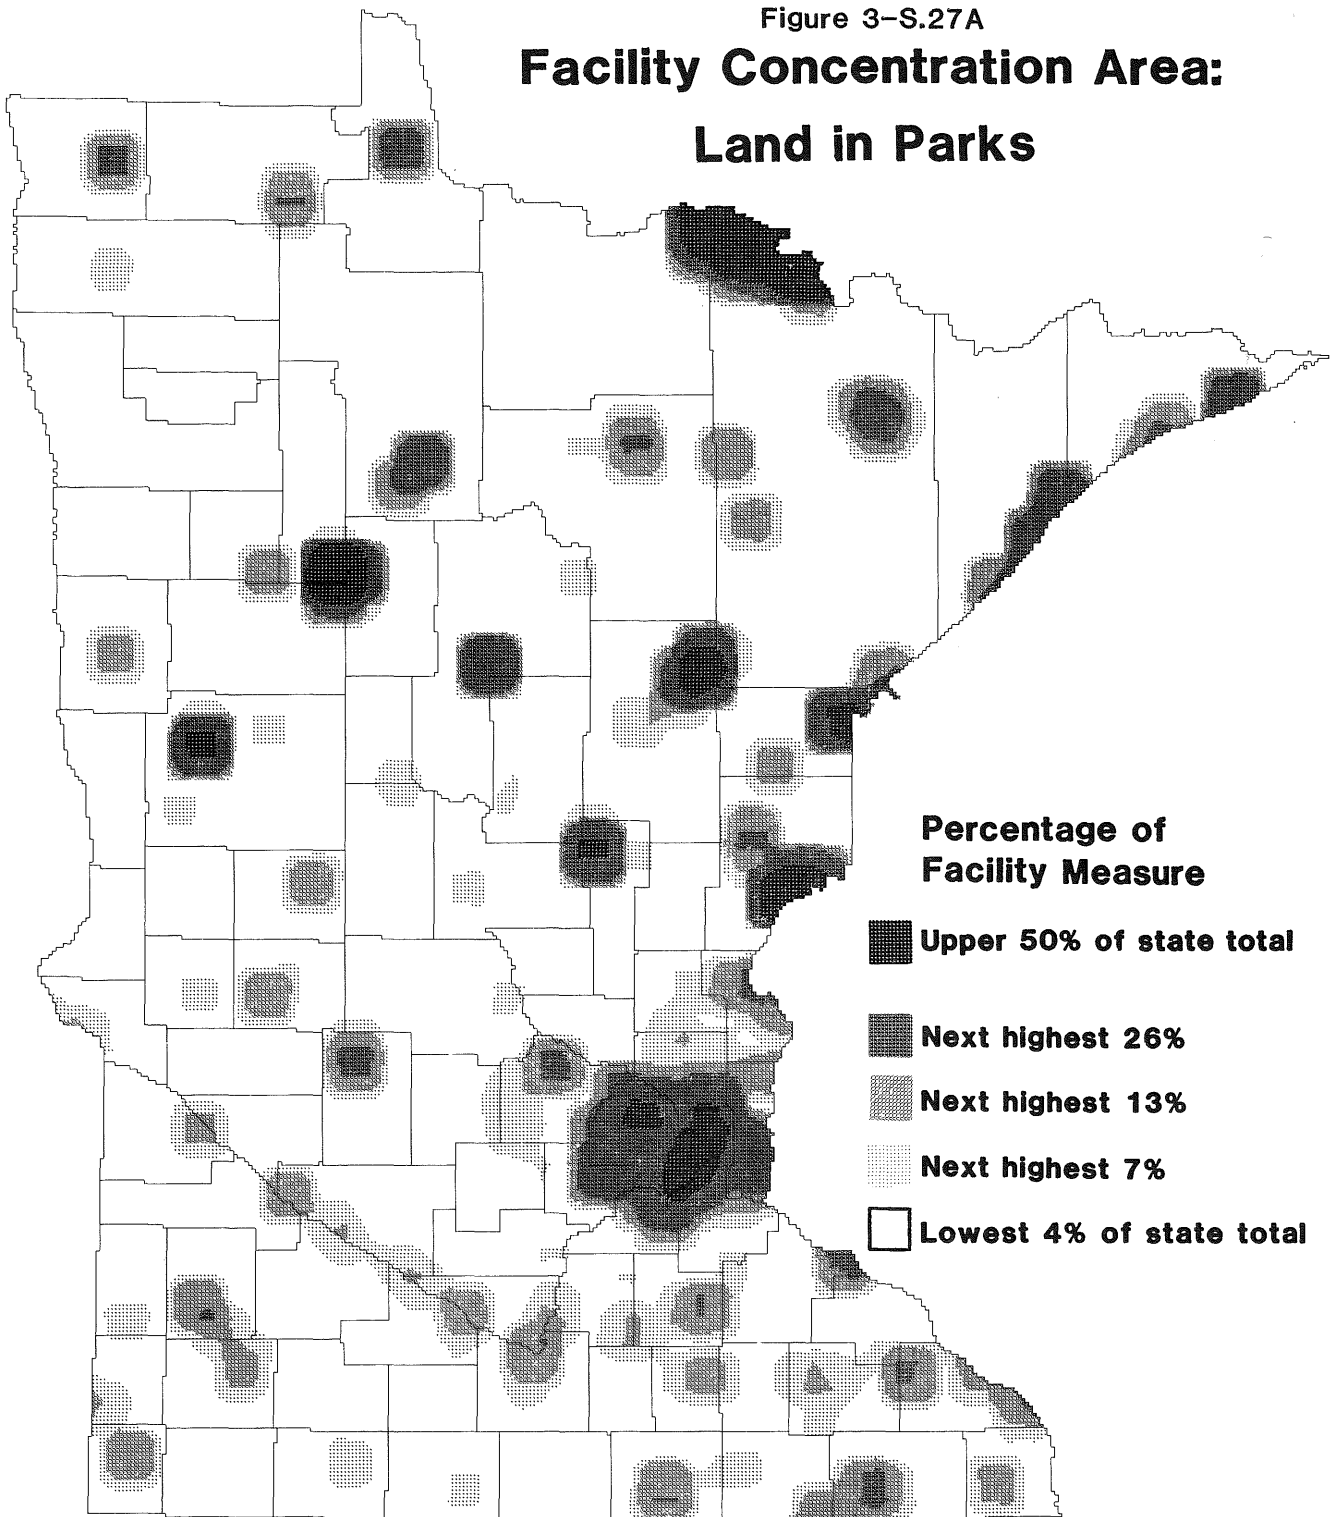 Figure 3-S.27A
Facility Concentration Area:
Land in Parks
Percentage of
Facility Measure
Upper 50% of state total
Next highest 26%
Next highest 13%
Next highest 7%
Lowest 4% of state total